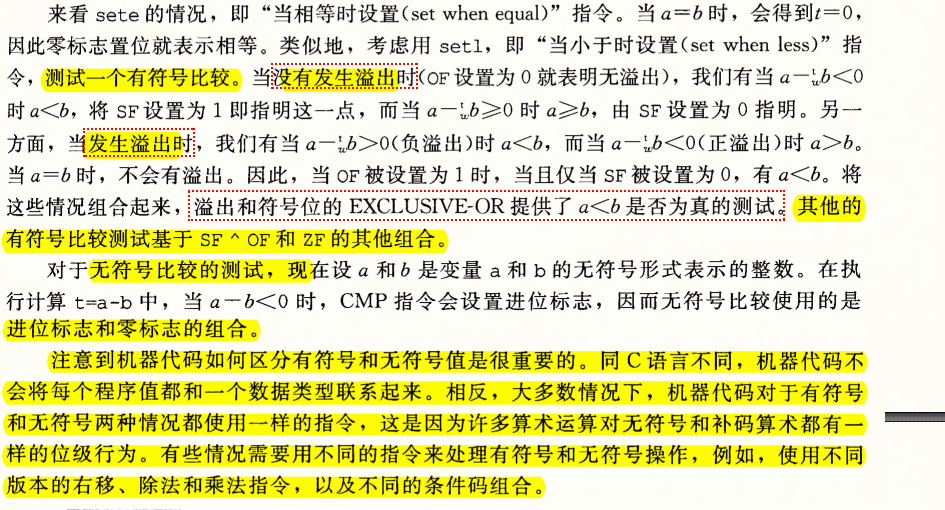 来看 sete 的情况，即“当相等时设置(set when equal)”指令。当 a=b 时，会得到t=0，
因此零标志置位就表示相等。类似地，考虑用 setl，即“当小于时设置(set when less)”指
令，测试一个有符号比较。当没有发生溢出时(OF 设置为 0 就表明无溢出)，我们有当 a-ᵗwb<0
时 a<b，将 SF 设置为 1 即指明这一点，而当 a-ᵗwb≥0 时 a≥b，由 SF 设置为 0 指明。另一
方面，当发生溢出时，我们有当 a-ᵗwb>0(负溢出)时 a<b，而当 a-ᵗwb<0(正溢出)时 a>b。
当 a=b 时，不会有溢出。因此，当 OF 被设置为 1 时，当且仅当 SF 被设置为 0，有 a<b。将
这些情况组合起来，溢出和符号位的 EXCLUSIVE-OR 提供了 a<b 是否为真的测试。其他的
有符号比较测试基于 SF ^ OF 和 ZF 的其他组合。
对于无符号比较的测试，现在设 a 和 b 是变量 a 和 b 的无符号形式表示的整数。在执
行计算 t=a-b 中，当 a-b<0 时，CMP 指令会设置进位标志，因而无符号比较使用的是
进位标志和零标志的组合。
注意到机器代码如何区分有符号和无符号值是很重要的。同 C 语言不同，机器代码不
会将每个程序值都和一个数据类型联系起来。相反，大多数情况下，机器代码对于有符号
和无符号两种情况都使用一样的指令，这是因为许多算术运算对无符号和补码算术都有一
样的位级行为。有些情况需要用不同的指令来处理有符号和无符号操作，例如，使用不同
版本的右移、除法和乘法指令，以及不同的条件码组合。